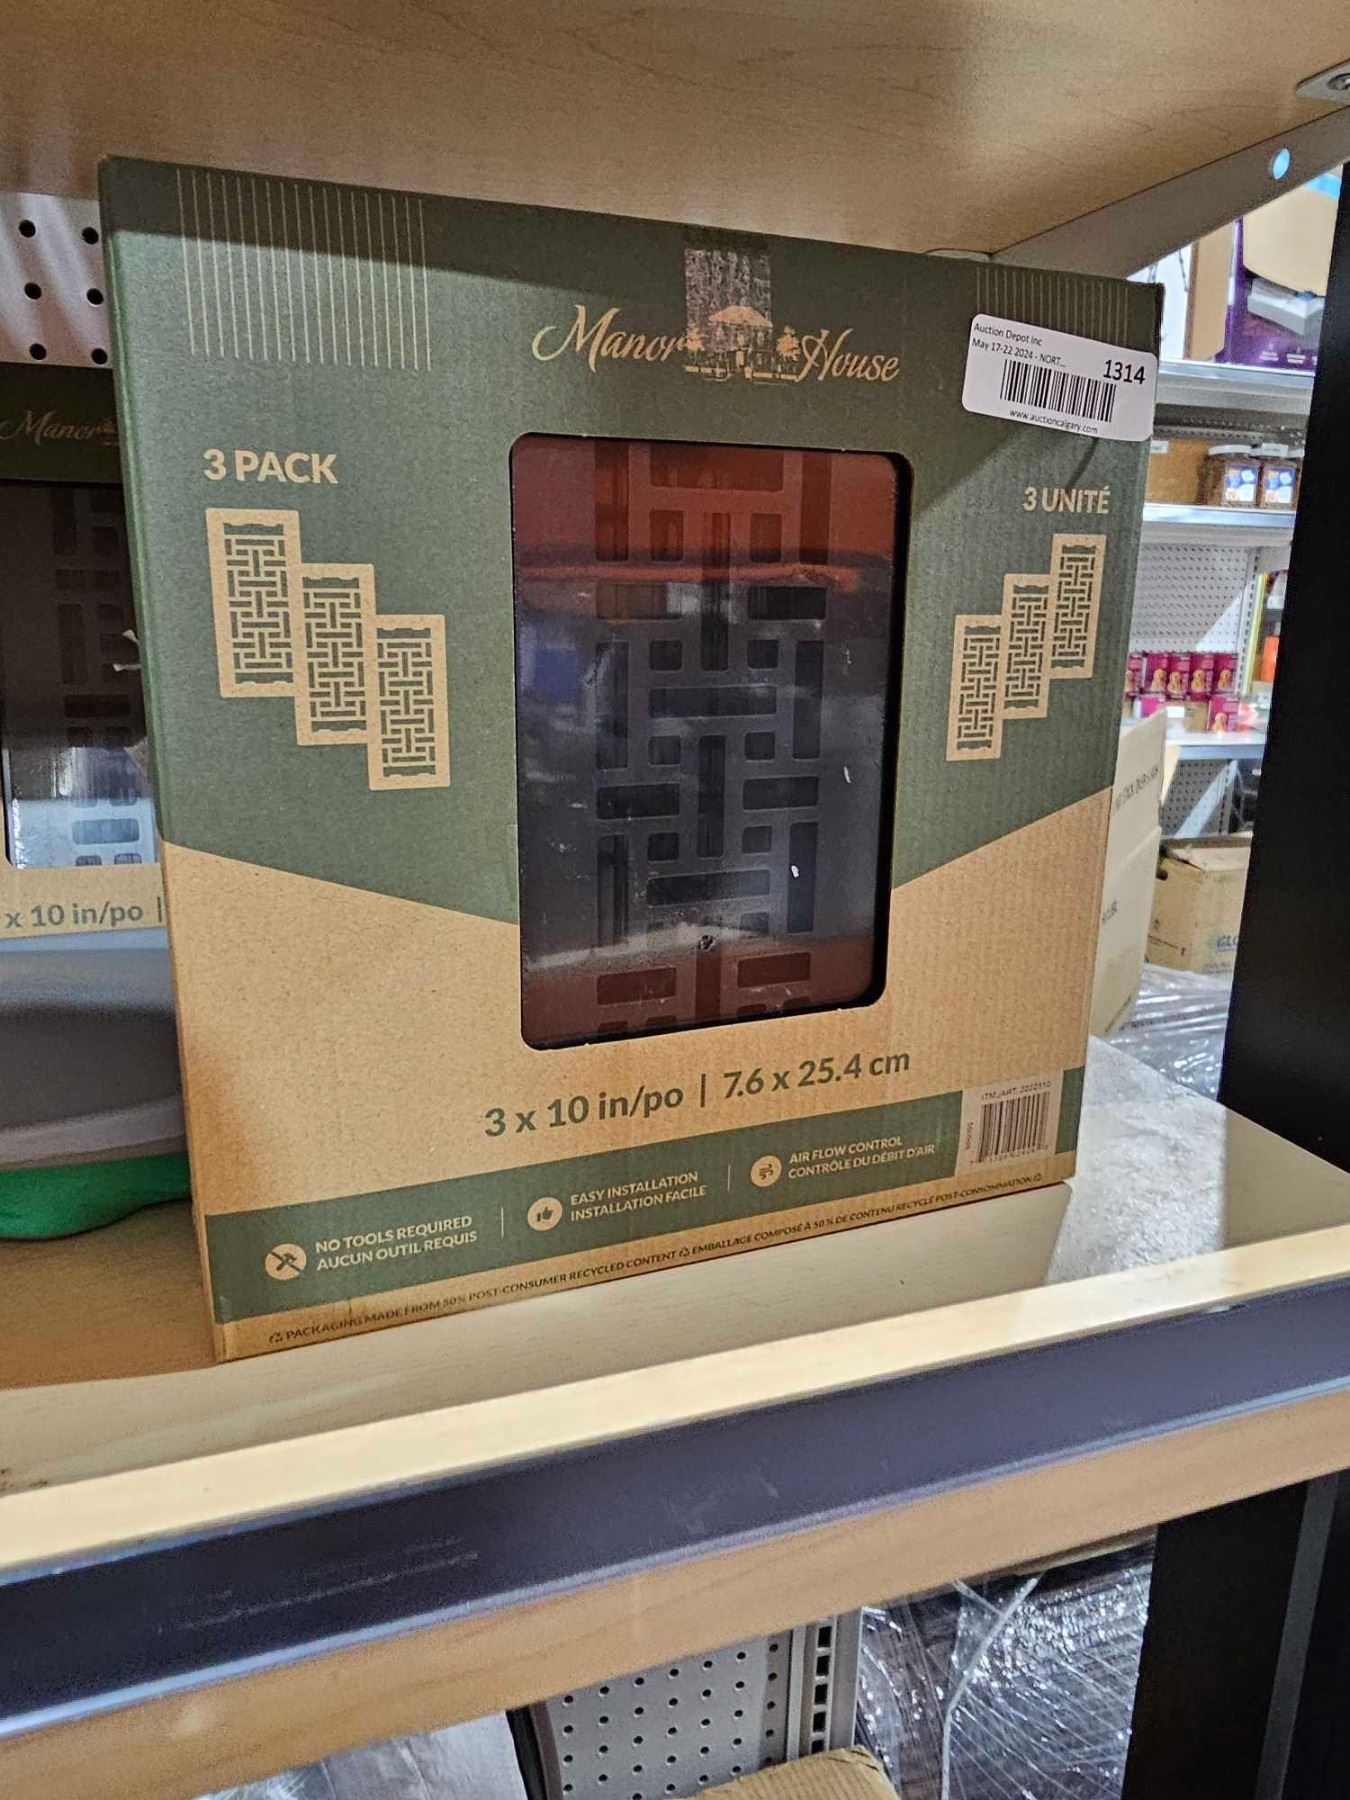 Manor House
Auction Depot Inc
May 17-22 2024 - NORT...
1314
www.auctioncalgary.com
3 PACK
3 UNITÉ
Manor
x 10 in/po |
3 x 10 in/po | 7.6 x 25.4 cm
ITM./ART. 2222310
NO TOOLS REQUIRED
AUCUN OUTIL REQUIS
EASY INSTALLATION
INSTALLATION FACILE
AIR FLOW CONTROL
CONTRÔLE DU DÉBIT D'AIR
PACKAGING MADE FROM 50% POST-CONSUMER RECYCLED CONTENT EMBALLAGE COMPOSÉ À 50 % DE CONTENU RECYCLÉ POST-CONSOMMATION